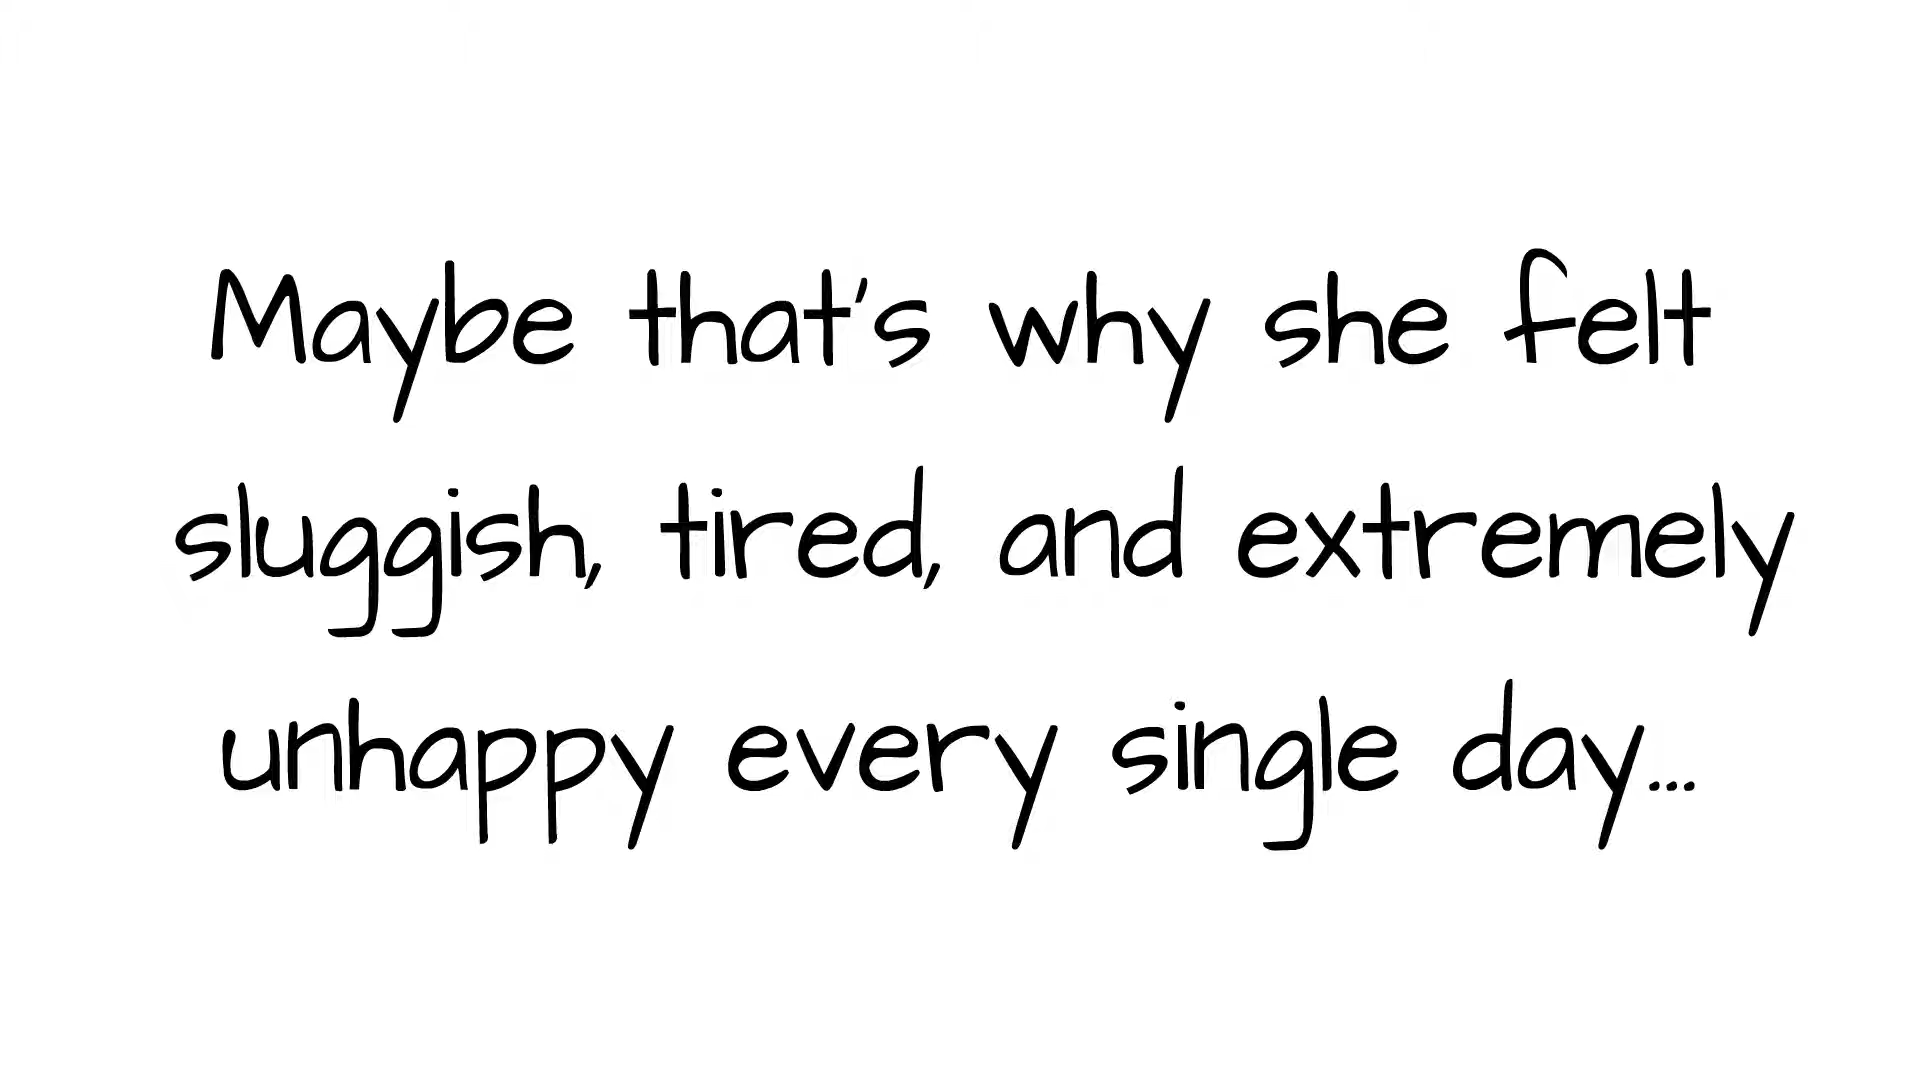 Maybe that's why she felt
sluggish, tired, and extremely
unhappy every single day...